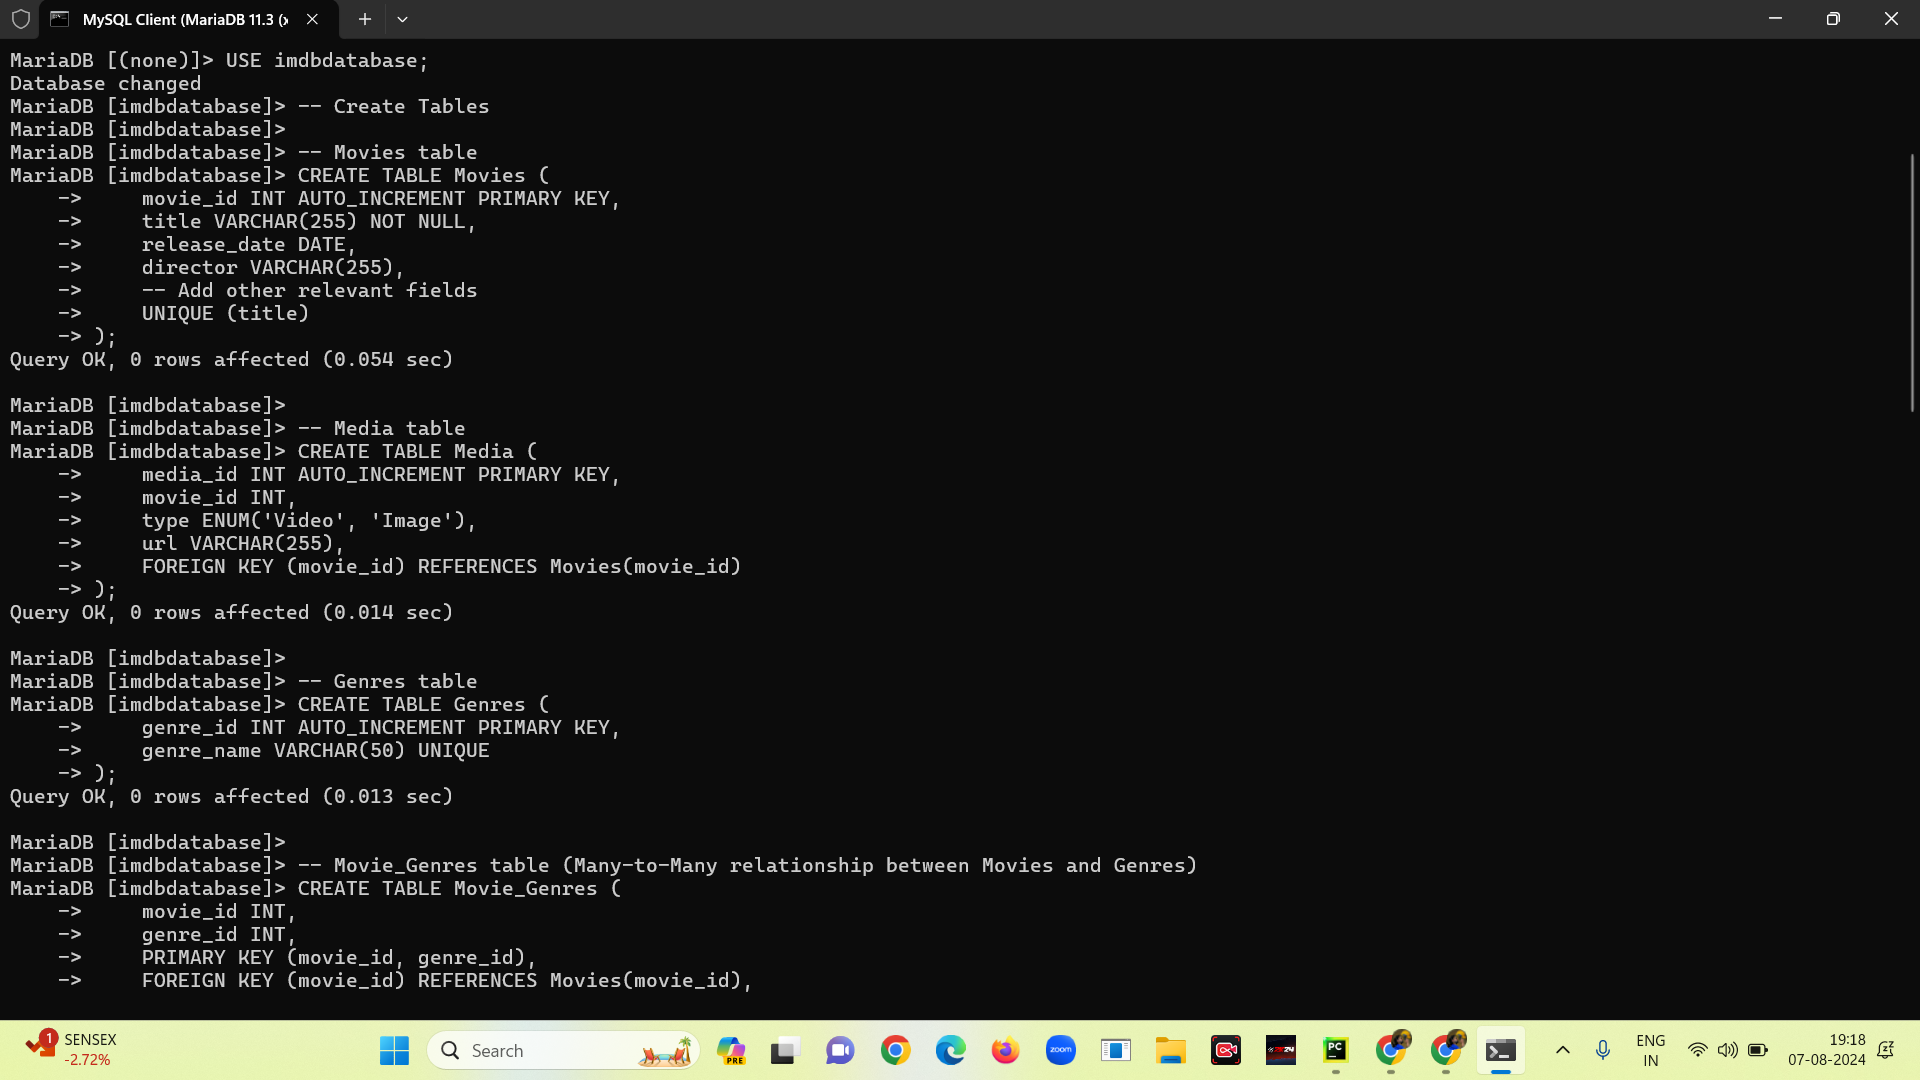 MySQL Client (MariaDB 11.3 (x
MariaDB [(none)]> USE imdbdatabase;
Database changed
MariaDB [imdbdatabase]> -- Create Tables
MariaDB [imdbdatabase]>
MariaDB [imdbdatabase]> -- Movies table
MariaDB [imdbdatabase]> CREATE TABLE Movies (
    ->     movie_id INT AUTO_INCREMENT PRIMARY KEY,
    ->     title VARCHAR(255) NOT NULL,
    ->     release_date DATE,
    ->     director VARCHAR(255),
    ->     -- Add other relevant fields
    ->     UNIQUE (title)
    -> );
Query OK, 0 rows affected (0.054 sec)
MariaDB [imdbdatabase]>
MariaDB [imdbdatabase]> -- Media table
MariaDB [imdbdatabase]> CREATE TABLE Media (
    ->     media_id INT AUTO_INCREMENT PRIMARY KEY,
    ->     movie_id INT,
    ->     type ENUM('Video', 'Image'),
    ->     url VARCHAR(255),
    ->     FOREIGN KEY (movie_id) REFERENCES Movies(movie_id)
    -> );
Query OK, 0 rows affected (0.014 sec)
MariaDB [imdbdatabase]>
MariaDB [imdbdatabase]> -- Genres table
MariaDB [imdbdatabase]> CREATE TABLE Genres (
    ->     genre_id INT AUTO_INCREMENT PRIMARY KEY,
    ->     genre_name VARCHAR(50) UNIQUE
    -> );
Query OK, 0 rows affected (0.013 sec)
MariaDB [imdbdatabase]>
MariaDB [imdbdatabase]> -- Movie_Genres table (Many-to-Many relationship between Movies and Genres)
MariaDB [imdbdatabase]> CREATE TABLE Movie_Genres (
    ->     movie_id INT,
    ->     genre_id INT,
    ->     PRIMARY KEY (movie_id, genre_id),
    ->     FOREIGN KEY (movie_id) REFERENCES Movies(movie_id),
1
SENSEX
-2.72%
Search
PRE
zoom
24
PC
ENG
IN
19:18
07-08-2024